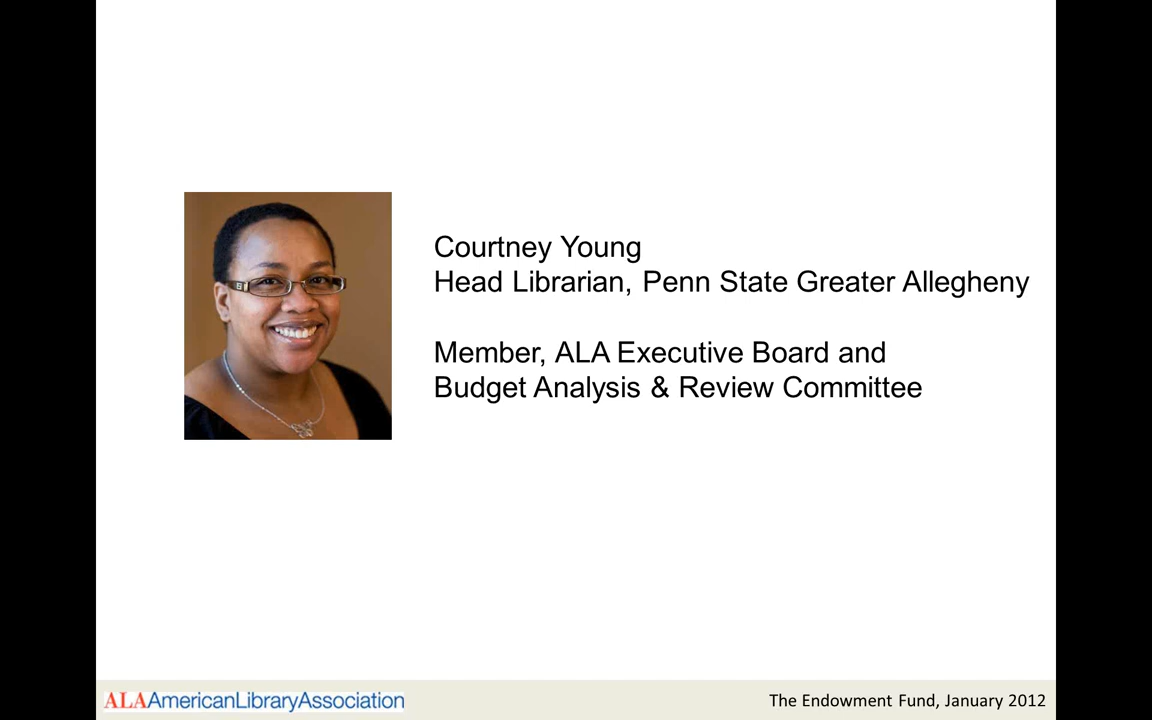 Courtney Young
Head Librarian, Penn State Greater Allegheny
Member, ALA Executive Board and
Budget Analysis & Review Committee
ALAAmericanLibraryAssociation
The Endowment Fund, January 2012